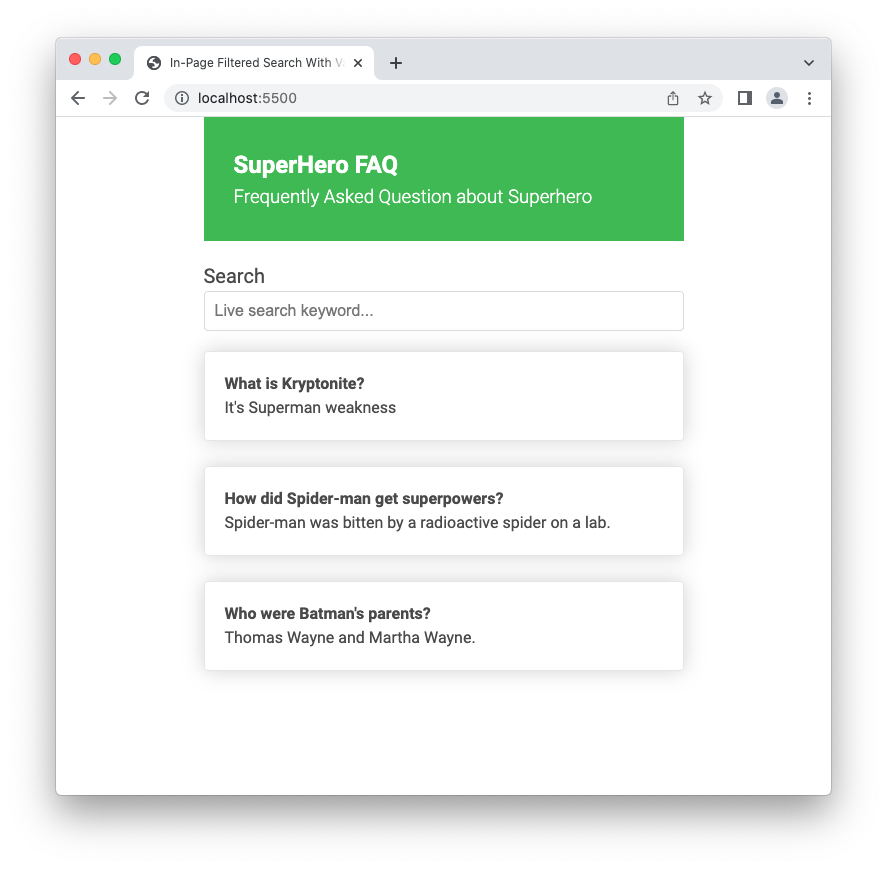 In-Page Filtered Search With V
localhost:5500
SuperHero FAQ
Frequently Asked Question about Superhero
Search
Live search keyword...
What is Kryptonite?
It's Superman weakness
How did Spider-man get superpowers?
Spider-man was bitten by a radioactive spider on a lab.
Who were Batman's parents?
Thomas Wayne and Martha Wayne.